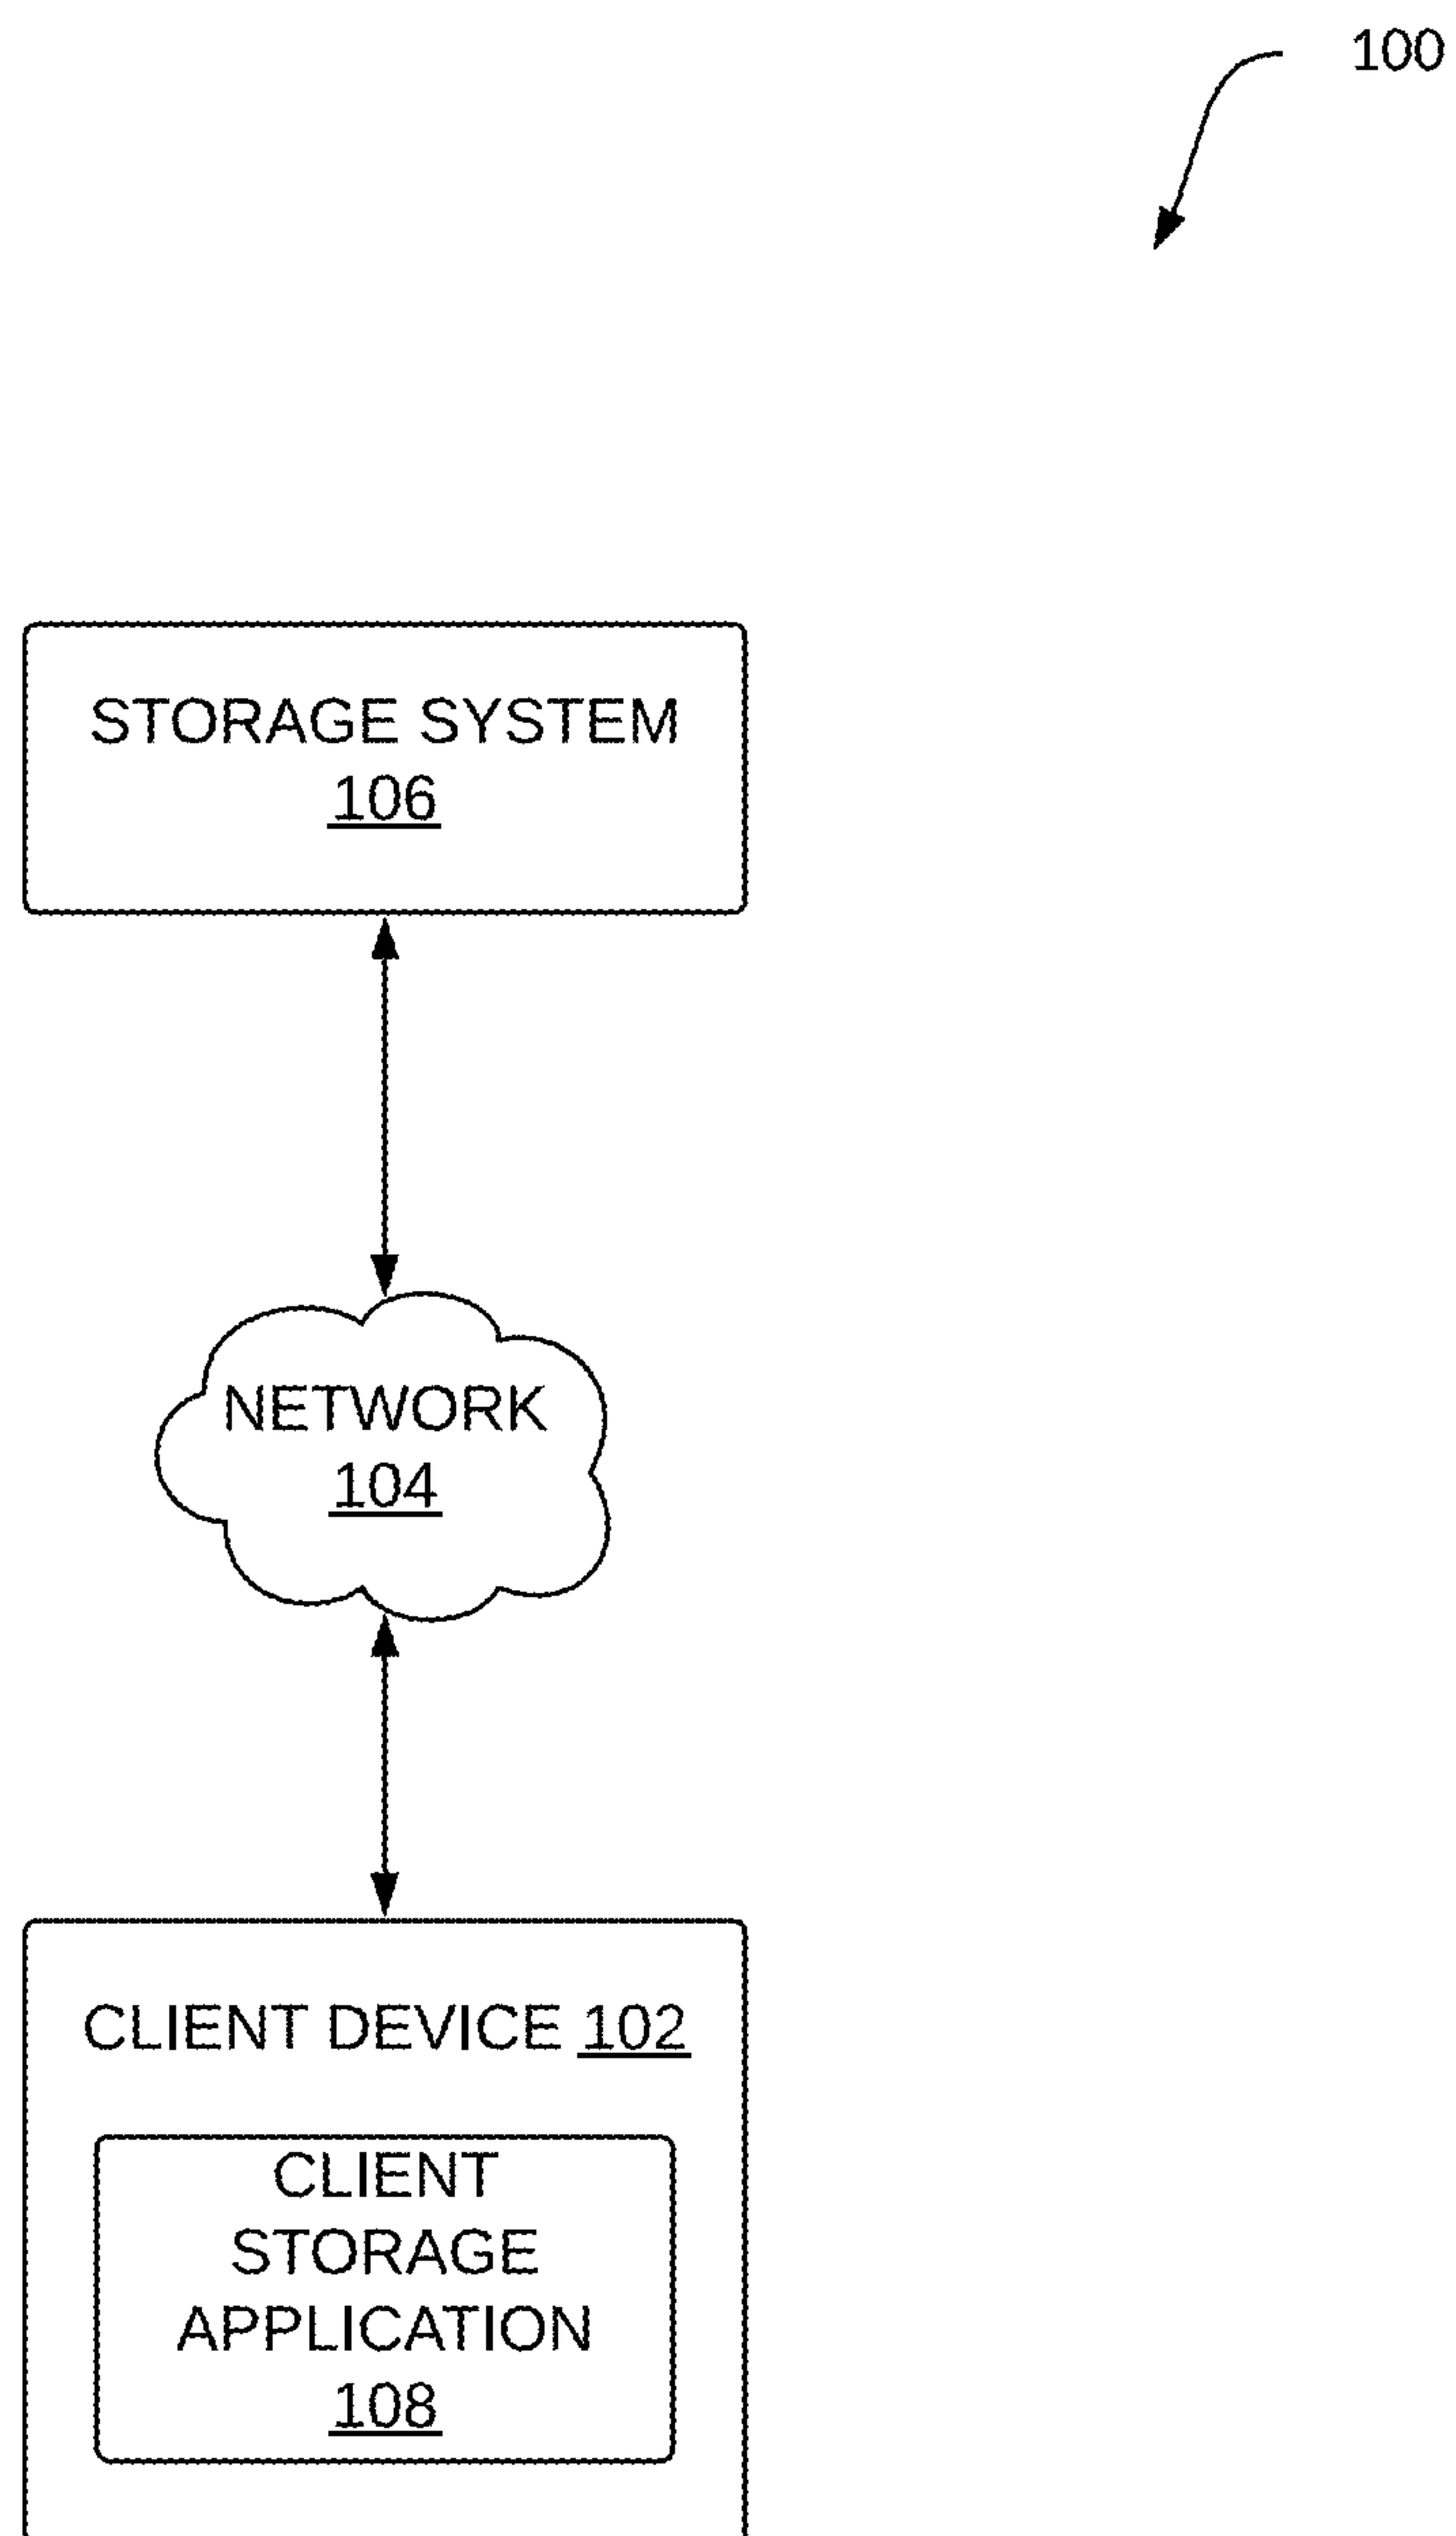 100
STORAGE SYSTEM
106
NETWORK
104
CLIENT DEVICE 102
CLIENT
STORAGE
APPLICATION
108